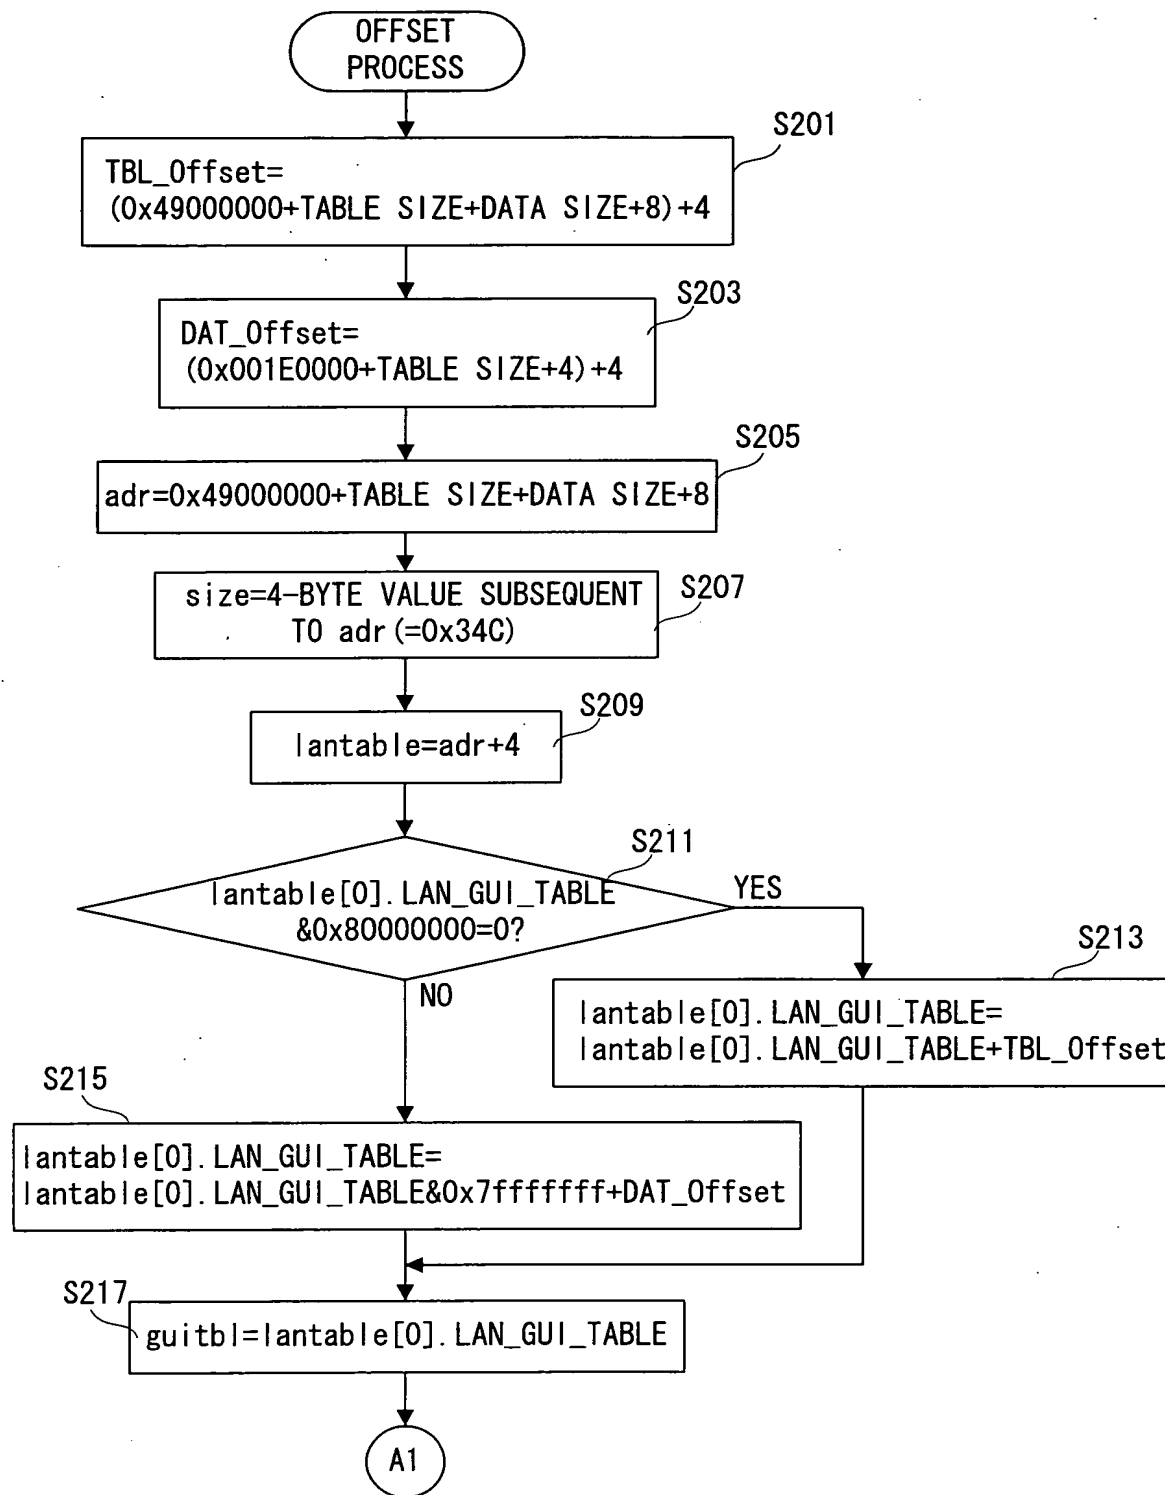 OFFSET
PROCESS
S201
TBL_Offset=
(0x49000000+TABLE SIZE+DATA SIZE+8)+4
S203
DAT_Offset=
(0x001E0000+TABLE SIZE+4)+4
S205
adr=0x49000000+TABLE SIZE+DATA SIZE+8
S207
size=4-BYTE VALUE SUBSEQUENT
TO adr(=0x34C)
S209
lantable=adr+4
S211
lantable[0].LAN_GUI_TABLE
&0x80000000=0?
YES
NO
S213
lantable[0].LAN_GUI_TABLE=
lantable[0].LAN_GUI_TABLE+TBL_Offset
S215
lantable[0].LAN_GUI_TABLE=
lantable[0].LAN_GUI_TABLE&0x7fffffff+DAT_Offset
S217
guitbl=lantable[0].LAN_GUI_TABLE
A1